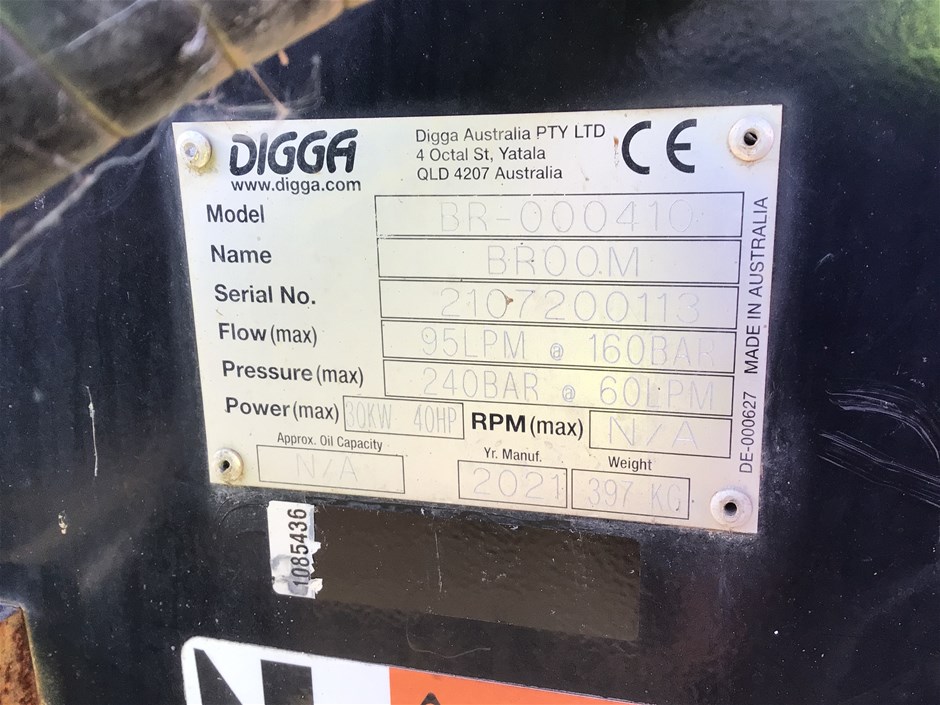 DIGGA
www.digga.com
Digga Australia PTY LTD
4 Octal St, Yatala
QLD 4207 Australia
CE
Model BR-000410
Name BROOM
Serial No. 2107200113
Flow (max) 95LPM @ 160BAR
Pressure (max) 240BAR @ 60LPM
Power (max) 30KW 40HP RPM (max) N/A
Approx. Oil Capacity N/A
Yr. Manuf. 2021
Weight 397 KG
DE-000627 MADE IN AUSTRALIA
1085436